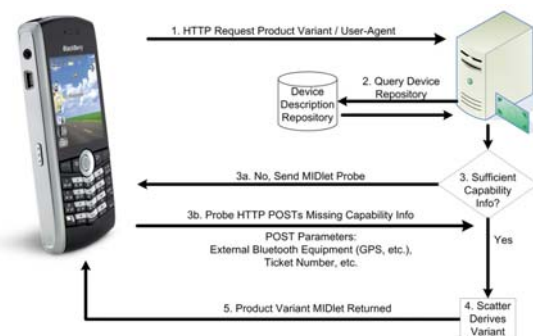 BlackBerry
1. HTTP Request Product Variant / User-Agent
2. Query Device
Repository
Device
Description
Repository
3a. No, Send MIDlet Probe
3. Sufficient
Capability
Info?
3b. Probe HTTP POSTs Missing Capability Info
POST Parameters:
External Bluetooth Equipment (GPS, etc.),
Ticket Number, etc.
Yes
5. Product Variant MIDlet Returned
4. Scatter
Derives
Variant